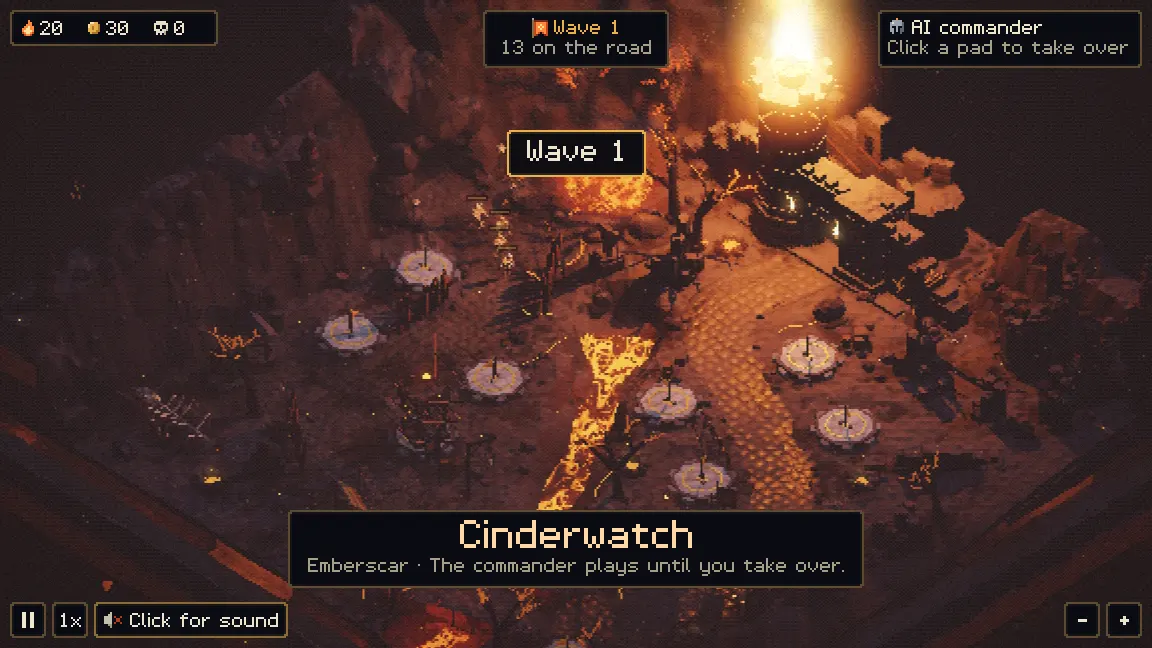 20 30 0
Wave 1
13 on the road
AI commander
Click a pad to take over
Wave 1
Cinderwatch
Emberscar · The commander plays until you take over.
1x
Click for sound
- +